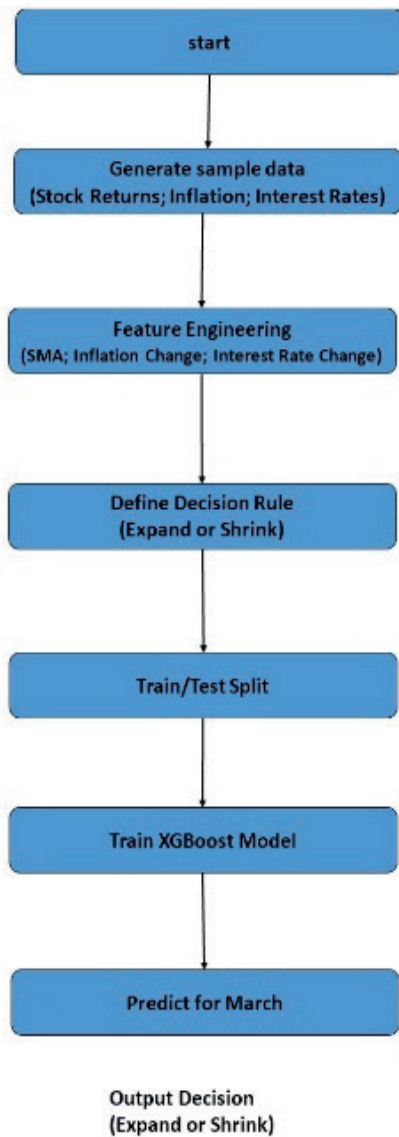 start
Generate sample data
(Stock Returns; Inflation; Interest Rates)
Feature Engineering
(SMA; Inflation Change; Interest Rate Change)
Define Decision Rule
(Expand or Shrink)
Train/Test Split
Train XGBoost Model
Predict for March
Output Decision
(Expand or Shrink)